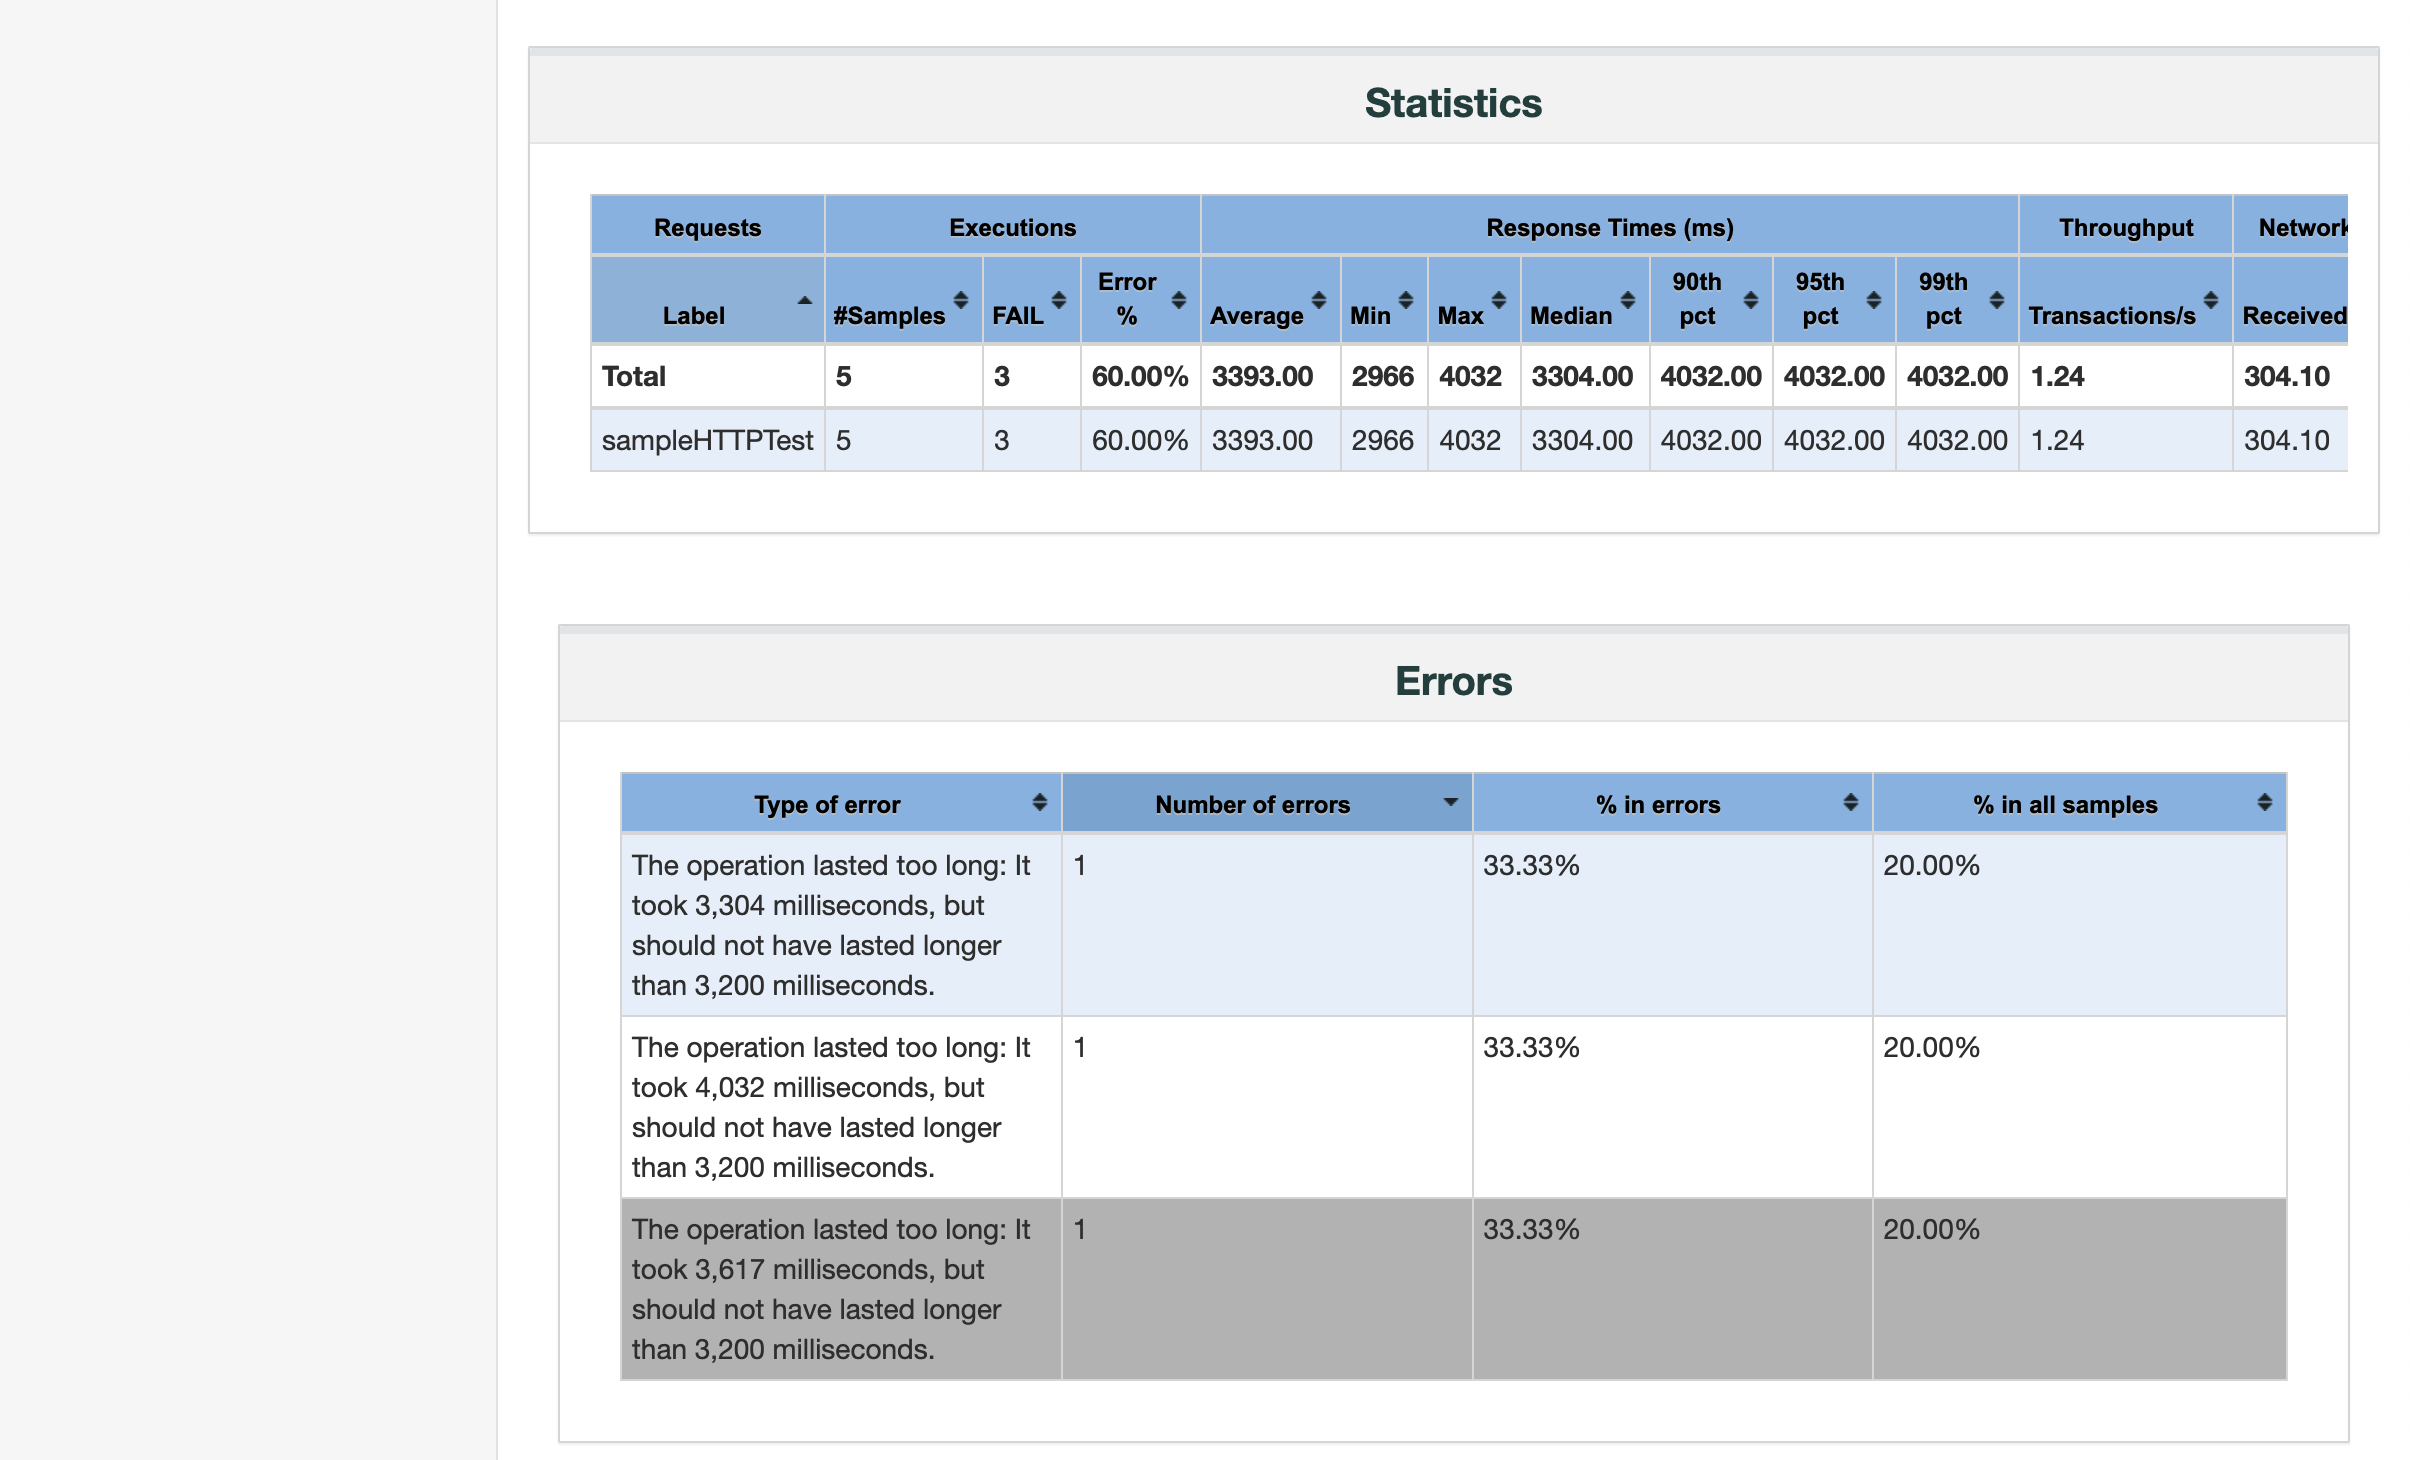 Statistics
Requests Executions Response Times (ms) Throughput Network
Label #Samples FAIL Error % Average Min Max Median 90th pct 95th pct 99th pct Transactions/s Received
Total 5 3 60.00% 3393.00 2966 4032 3304.00 4032.00 4032.00 4032.00 1.24 304.10
sampleHTTPTest 5 3 60.00% 3393.00 2966 4032 3304.00 4032.00 4032.00 4032.00 1.24 304.10
Errors
Type of error Number of errors % in errors % in all samples
The operation lasted too long: It 1 33.33% 20.00%
took 3,304 milliseconds, but
should not have lasted longer
than 3,200 milliseconds.
The operation lasted too long: It 1 33.33% 20.00%
took 4,032 milliseconds, but
should not have lasted longer
than 3,200 milliseconds.
The operation lasted too long: It 1 33.33% 20.00%
took 3,617 milliseconds, but
should not have lasted longer
than 3,200 milliseconds.